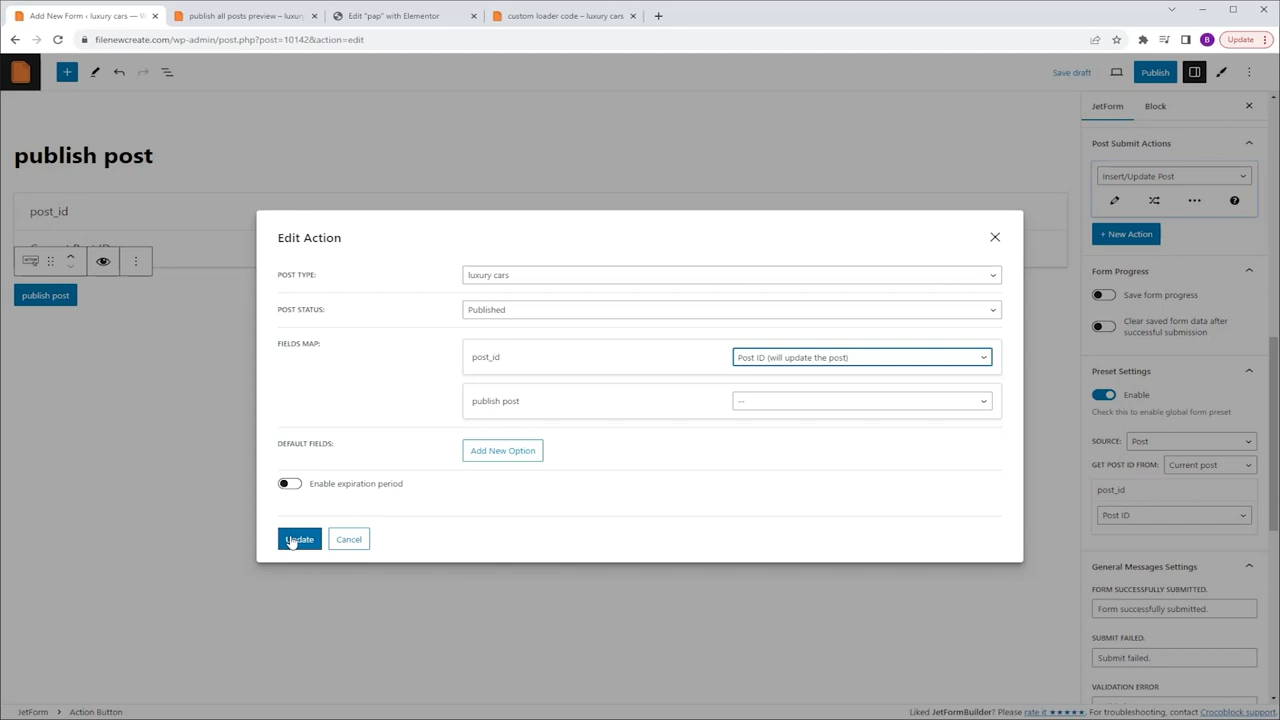 Add New Form ‹ luxury cars — W
publish all posts preview – luxury
Edit "pap" with Elementor
custom loader code – luxury cars
filenewcreate.com/wp-admin/post.php?post=10142&action=edit
B
Update
Save draft
Publish
JetForm
Block
publish post
post_id
publish post
Post Submit Actions
Insert/Update Post
+ New Action
Form Progress
Save form progress
Clear saved form data after
successful submission
Preset Settings
Enable
Check this to enable global form preset
SOURCE:
Post
GET POST ID FROM:
Current post
post_id
Post ID
General Messages Settings
FORM SUCCESSFULLY SUBMITTED.
Form successfully submitted.
SUBMIT FAILED.
Submit failed.
VALIDATION ERROR
Edit Action
POST TYPE:
luxury cars
POST STATUS:
Published
FIELDS MAP:
post_id
Post ID (will update the post)
publish post
--
DEFAULT FIELDS:
Add New Option
Enable expiration period
Update
Cancel
JetForm
Action Button
Liked JetFormBuilder? Please rate it ★★★★★. For troubleshooting, contact Crocoblock support.